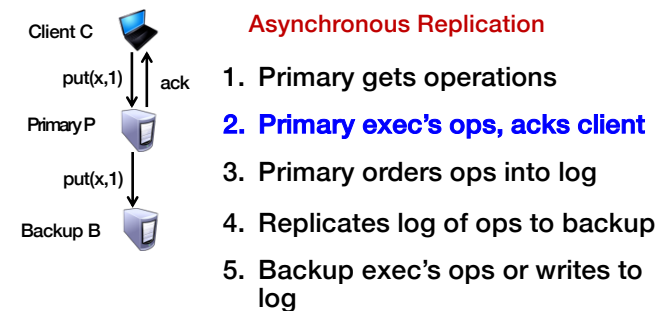 Asynchronous Replication
Client C
put(x,1)
ack
Primary P
put(x,1)
Backup B
1. Primary gets operations
2. Primary exec's ops, acks client
3. Primary orders ops into log
4. Replicates log of ops to backup
5. Backup exec's ops or writes to
log